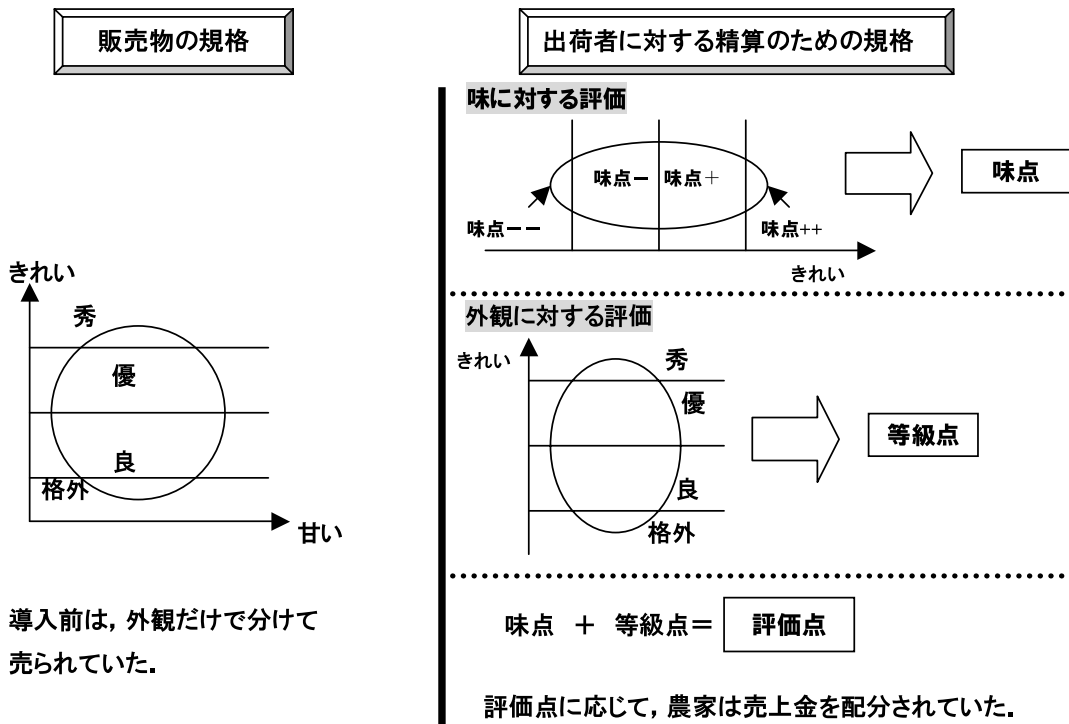 販売物の規格
きれい
秀
優
良
格外
甘い
導入前は，外観だけで分けて
売られていた．
出荷者に対する精算のための規格
味に対する評価
味点－ 味点＋
味点－－
味点++
きれい
味点
外観に対する評価
きれい
秀
優
良
格外
等級点
味点 ＋ 等級点＝ 評価点
評価点に応じて，農家は売上金を配分されていた．